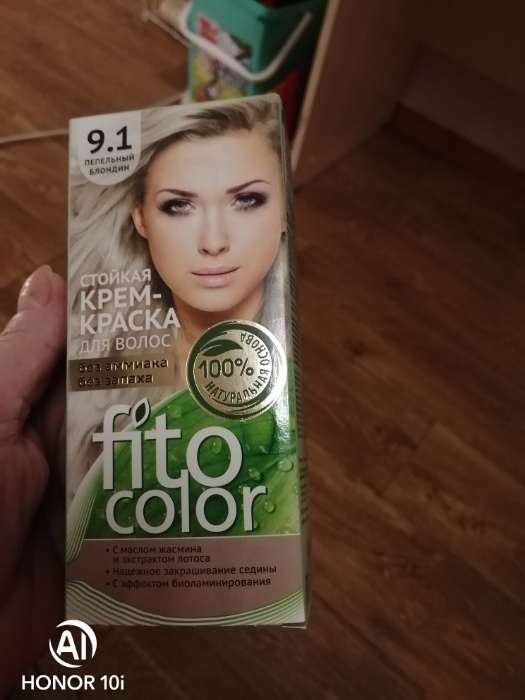 9.1
ПЕПЕЛЬНЫЙ
БЛОНДИН
СТОЙКАЯ
КРЕМ-
КРАСКА
ДЛЯ ВОЛОС
без аммиака
без запаха
100%
НАТУРАЛЬНАЯ ОСНОВА
fito
color
• С маслом жасмина
и экстрактом лотоса
• Надежное закрашивание седины
• С эффектом биоламинирования
AI
HONOR 10i